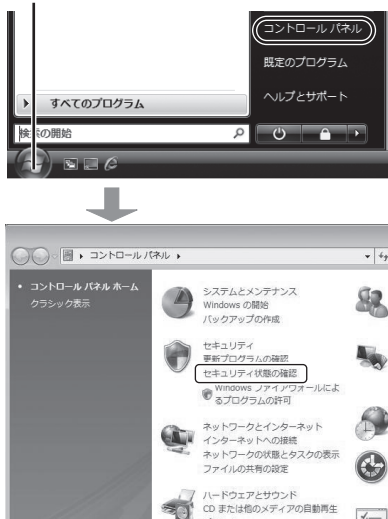 コントロール パネル
既定のプログラム
ヘルプとサポート
すべてのプログラム
検索の開始
コントロール パネル
コントロール パネル ホーム
クラシック表示
システムとメンテナンス
Windows の開始
バックアップの作成
セキュリティ
更新プログラムの確認
セキュリティ状態の確認
Windows ファイアウォールによ
るプログラムの許可
ネットワークとインターネット
インターネットへの接続
ネットワークの状態とタスクの表示
ファイルの共有の設定
ハードウェアとサウンド
CD または他のメディアの自動再生